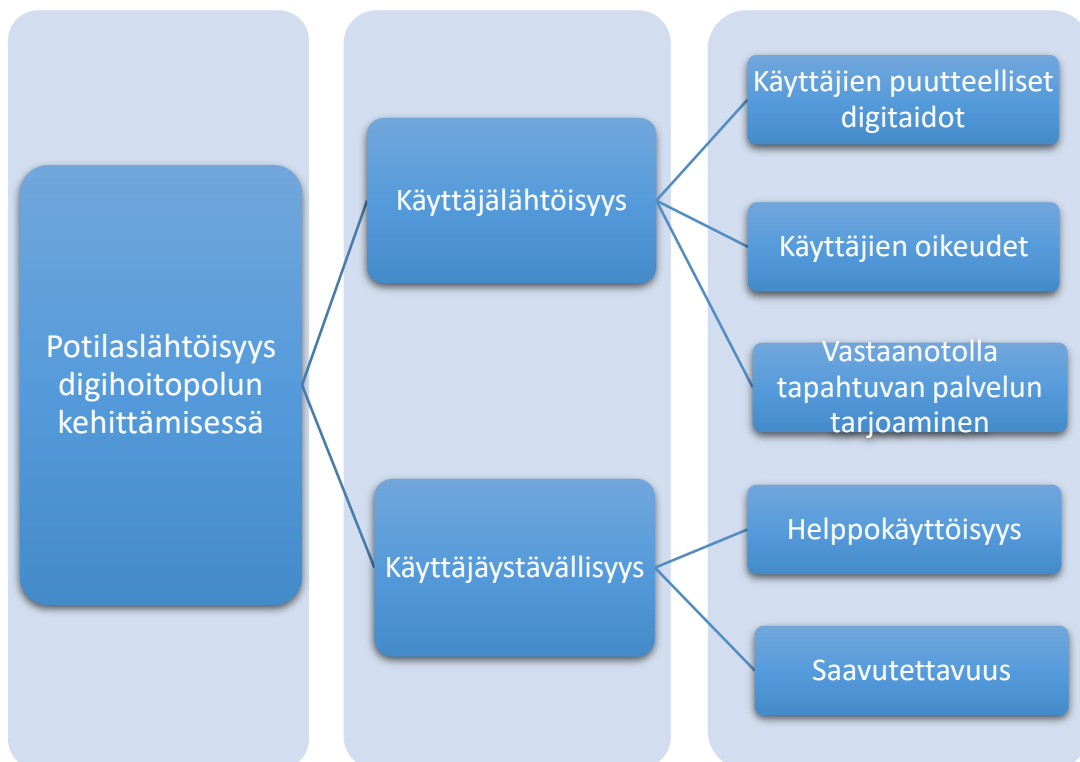 Potilaslähtöisyys
digihoitopolun
kehittämisessä
Käyttäjälähtöisyys
Käyttäjien puutteelliset
digitaidot
Käyttäjien oikeudet
Vastaanotolla
tapahtuvan palvelun
tarjoaminen
Käyttäjäystävällisyys
Helppokäyttöisyys
Saavutettavuus